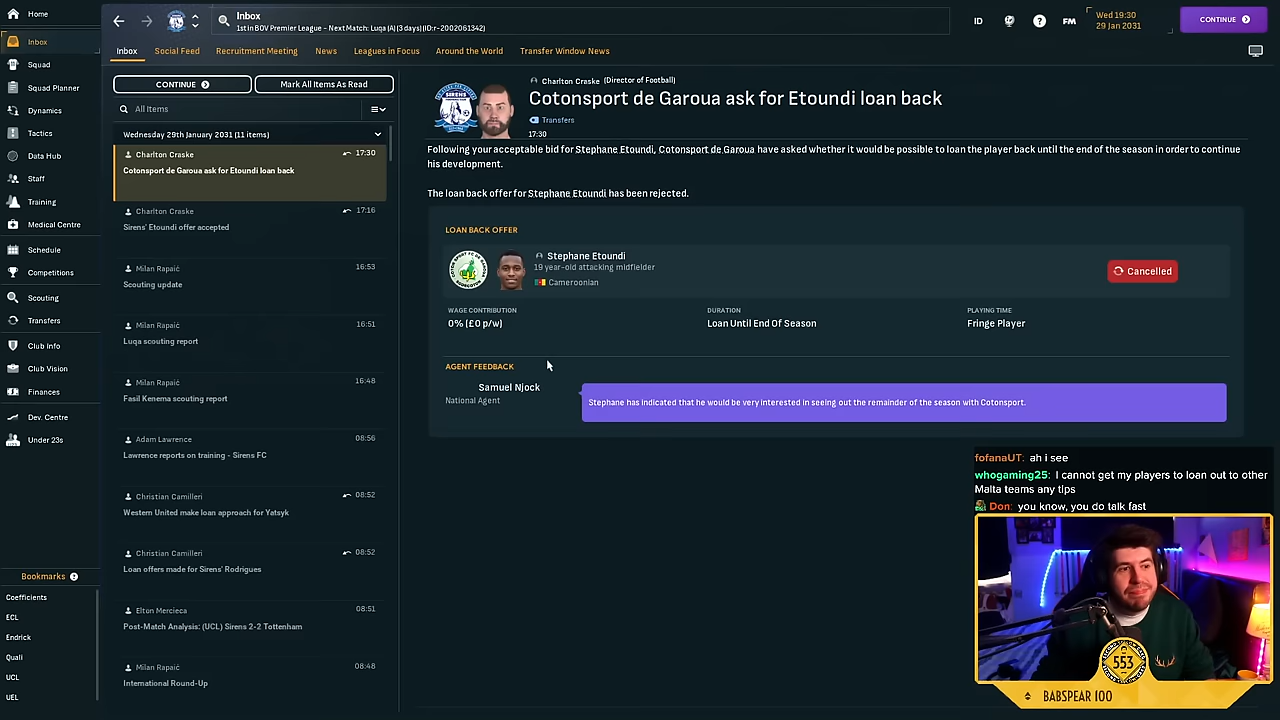 Home
Inbox
Squad
Squad Planner
Dynamics
Tactics
Data Hub
Staff
Training
Medical Centre
Schedule
Competitions
Scouting
Transfers
Club Info
Club Vision
Finances
Dev. Centre
Under 23s
Bookmarks
Coefficients
ECL
Endrick
Quali
UCL
UEL
Inbox
1st in BOV Premier League - Next Match: Luqa (A) (3 days) (ID:r-2002061342)
ID
FM
Wed 19:30
29 Jan 2031
CONTINUE
Inbox
Social Feed
Recruitment Meeting
News
Leagues in Focus
Around the World
Transfer Window News
CONTINUE
Mark All Items As Read
All Items
Wednesday 29th January 2031 (11 items)
Charlton Craske 17:30
Cotonsport de Garoua ask for Etoundi loan back
Charlton Craske 17:16
Sirens' Etoundi offer accepted
Milan Rapaić 16:53
Scouting update
Milan Rapaić 16:51
Luqa scouting report
Milan Rapaić 16:48
Fasil Kenema scouting report
Adam Lawrence 08:56
Lawrence reports on training - Sirens FC
Christian Camilleri 08:52
Western United make loan approach for Yatsyk
Christian Camilleri 08:52
Loan offers made for Sirens' Rodrigues
Elton Mercieca 08:51
Post-Match Analysis: (UCL) Sirens 2-2 Tottenham
Milan Rapaić 08:48
International Round-Up
SIRENS
Charlton Craske (Director of Football)
Cotonsport de Garoua ask for Etoundi loan back
Transfers
17:30
Following your acceptable bid for Stephane Etoundi, Cotonsport de Garoua have asked whether it would be possible to loan the player back until the end of the season in order to continue
his development.
The loan back offer for Stephane Etoundi has been rejected.
LOAN BACK OFFER
Stephane Etoundi
19 year-old attacking midfielder
Cameroonian
Cancelled
WAGE CONTRIBUTION
0% (£0 p/w)
DURATION
Loan Until End Of Season
PLAYING TIME
Fringe Player
AGENT FEEDBACK
Samuel Njock
National Agent
Stephane has indicated that he would be very interested in seeing out the remainder of the season with Cotonsport.
fofanaUT: ah i see
whogaming25: I cannot get my players to loan out to other
Malta teams any tips
Don: you know, you do talk fast
553
BABSPEAR 100